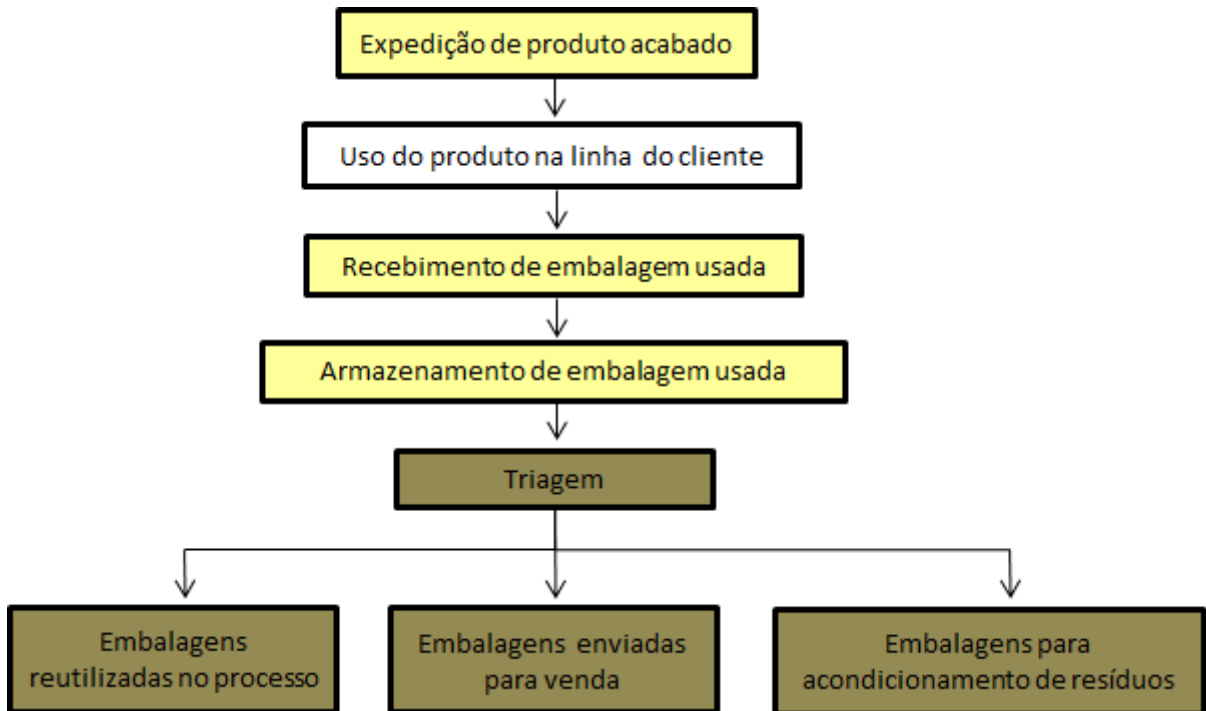 Expedição de produto acabado
Uso do produto na linha do cliente
Recebimento de embalagem usada
Armazenamento de embalagem usada
Triagem
Embalagens
reutilizadas no processo
Embalagens enviadas
para venda
Embalagens para
acondicionamento de resíduos